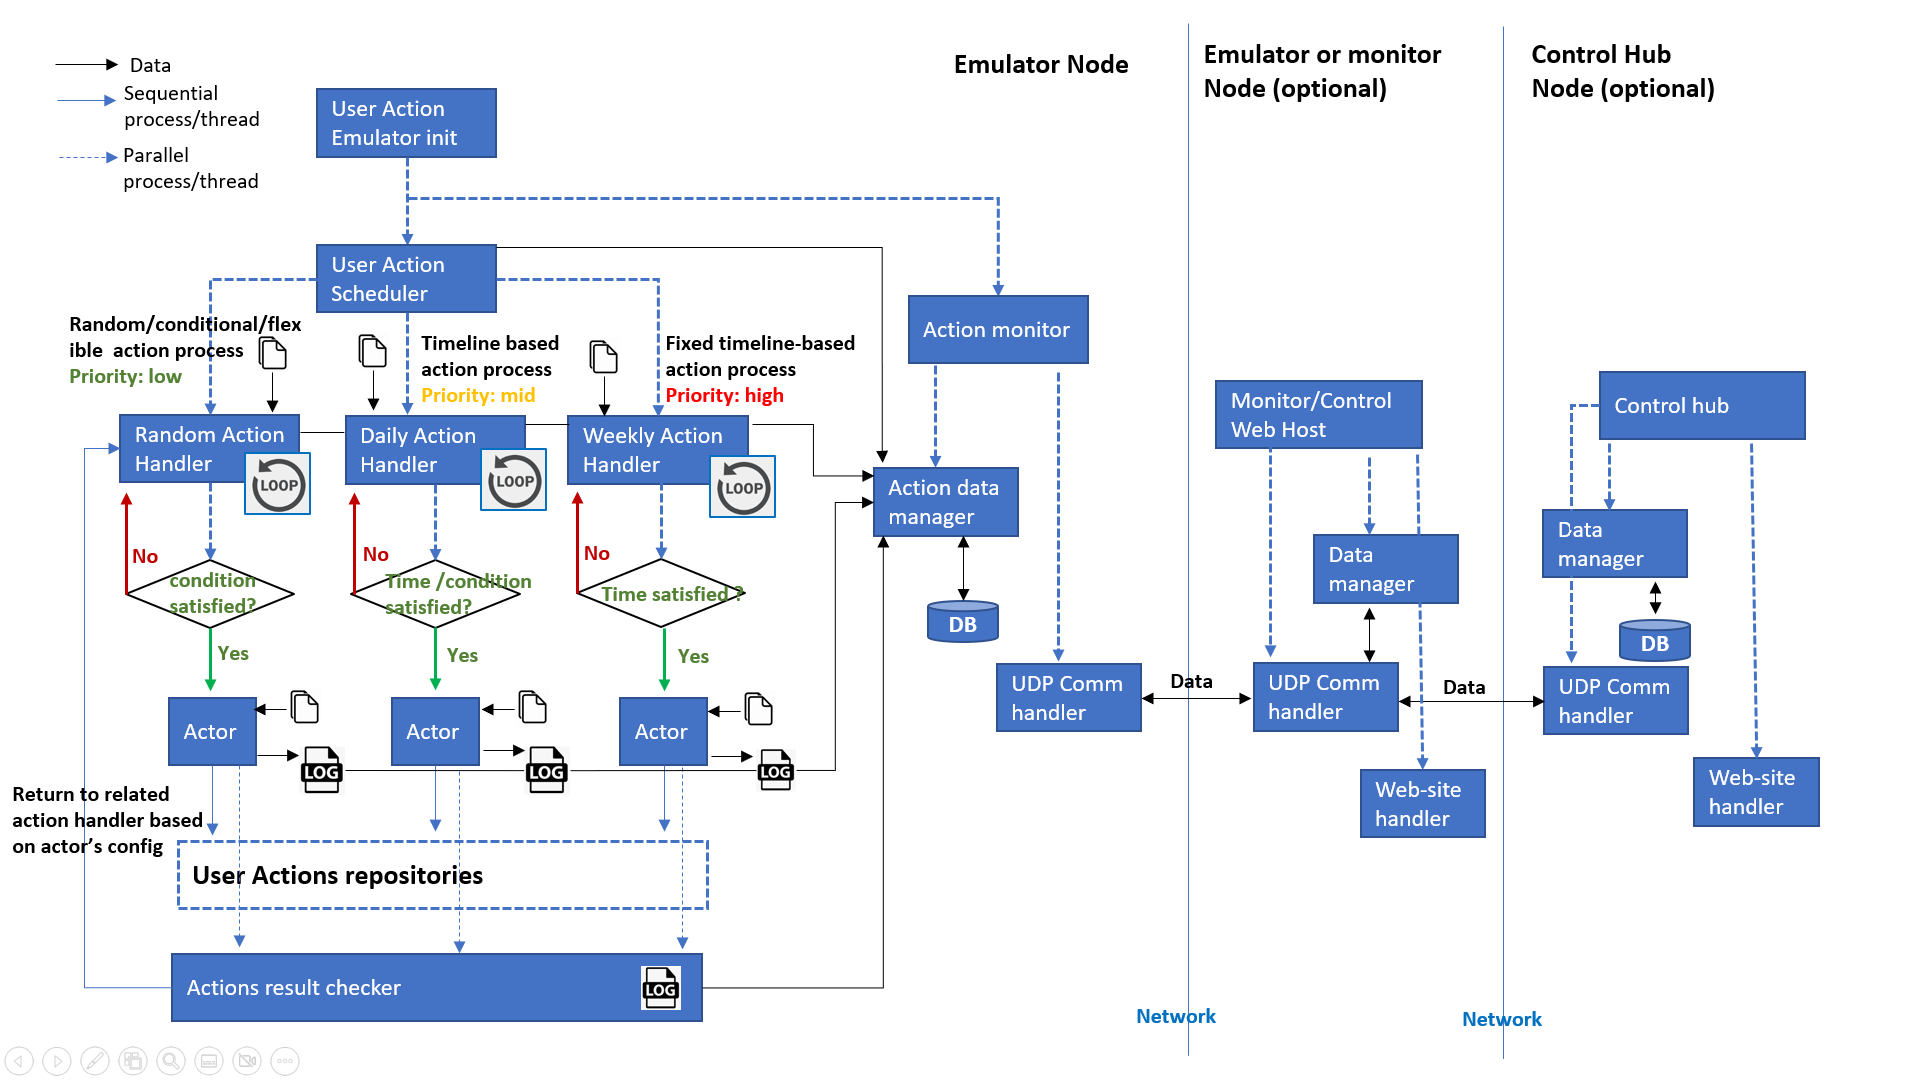 Data
Sequential
process/thread
Parallel
process/thread
Emulator Node
Emulator or monitor
Node (optional)
Control Hub
Node (optional)
User Action
Emulator init
User Action
Scheduler
Random/conditional/flex
ible  action process
Priority: low
Timeline based
action process
Priority: mid
Fixed timeline-based
action process
Priority: high
Action monitor
Random Action
Handler
LOOP
Daily Action
Handler
LOOP
Weekly Action
Handler
LOOP
Monitor/Control
Web Host
Control hub
Action data
manager
DB
Data
manager
Data
manager
DB
No
condition
satisfied?
Yes
No
Time /condition
satisfied?
Yes
No
Time satisfied ?
Yes
UDP Comm
handler
Data
UDP Comm
handler
Data
UDP Comm
handler
Actor
LOG
Actor
LOG
Actor
LOG
Web-site
handler
Web-site
handler
Return to related
action handler based
on actor's config
User Actions repositories
Actions result checker
LOG
Network
Network